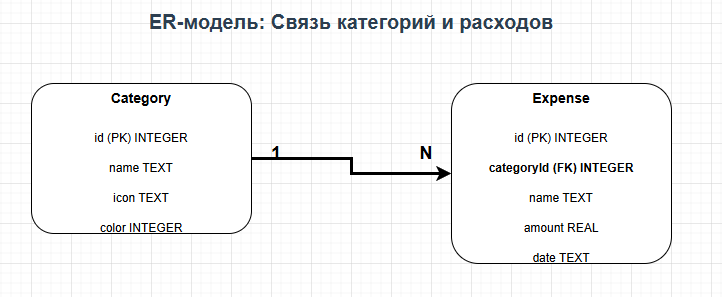 ER-модель: Связь категорий и расходов
Category
id (PK) INTEGER
name TEXT
icon TEXT
color INTEGER
1
N
Expense
id (PK) INTEGER
categoryId (FK) INTEGER
name TEXT
amount REAL
date TEXT